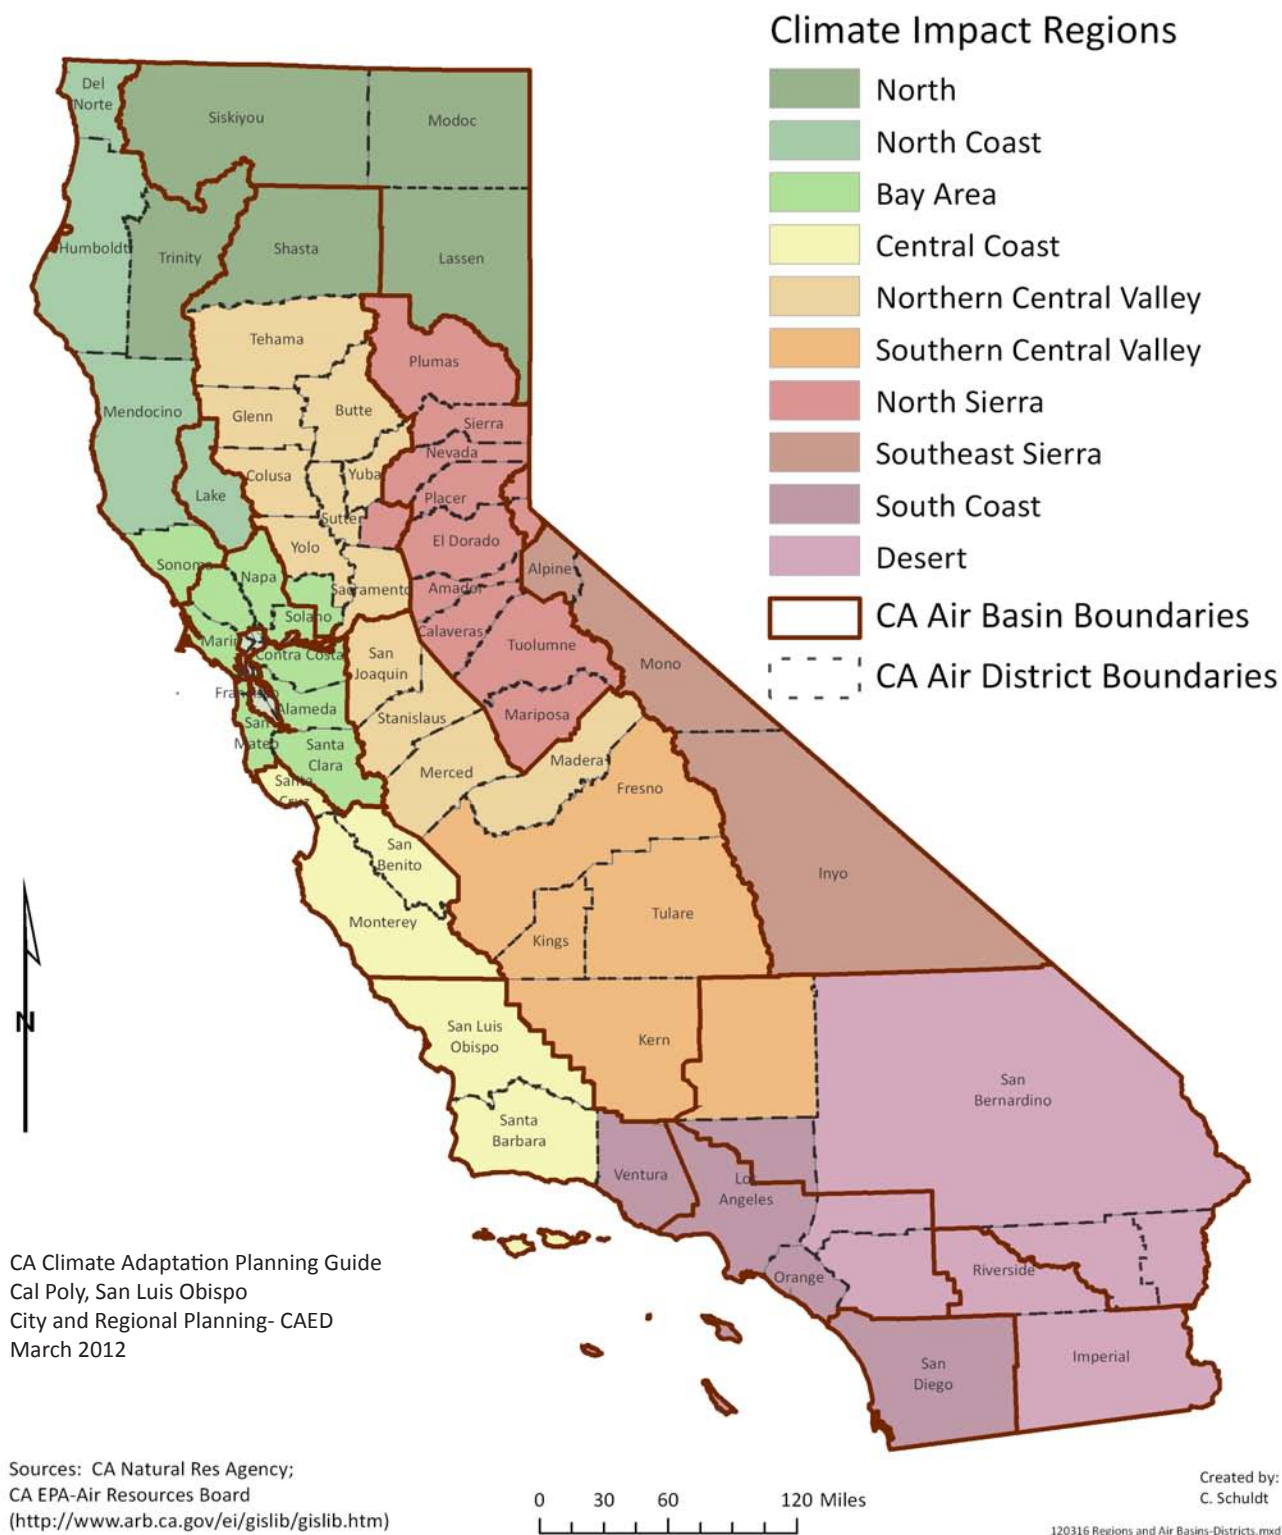 Climate Impact Regions
North
North Coast
Bay Area
Central Coast
Northern Central Valley
Southern Central Valley
North Sierra
Southeast Sierra
South Coast
Desert
CA Air Basin Boundaries
CA Air District Boundaries
Del
Norte
Siskiyou
Modoc
Humboldt
Trinity
Shasta
Lassen
Tehama
Plumas
Mendocino
Glenn
Butte
Sierra
Nevada
Lake
Colusa
Yuba
Placer
Sutter
El Dorado
Yolo
Sonoma
Napa
Sacramento
Amador
Alpine
Solano
Marin
Contra Costa
Calaveras
Tuolumne
Mono
San
Joaquin
Francisco
Alameda
Stanislaus
Mariposa
San
Mateo
Santa
Clara
Merced
Madera
Santa
Cruz
Fresno
San
Benito
Inyo
Monterey
Kings
Tulare
N
San Luis
Obispo
Kern
San
Bernardino
Santa
Barbara
Ventura
Lo
Angeles
Orange
Riverside
San
Diego
Imperial
CA Climate Adaptation Planning Guide
Cal Poly, San Luis Obispo
City and Regional Planning- CAED
March 2012
Sources: CA Natural Res Agency;
CA EPA-Air Resources Board
(http://www.arb.ca.gov/ei/gislib/gislib.htm)
0 30 60 120 Miles
Created by:
C. Schuldt
120316 Regions and Air Basins-Districts.mxd